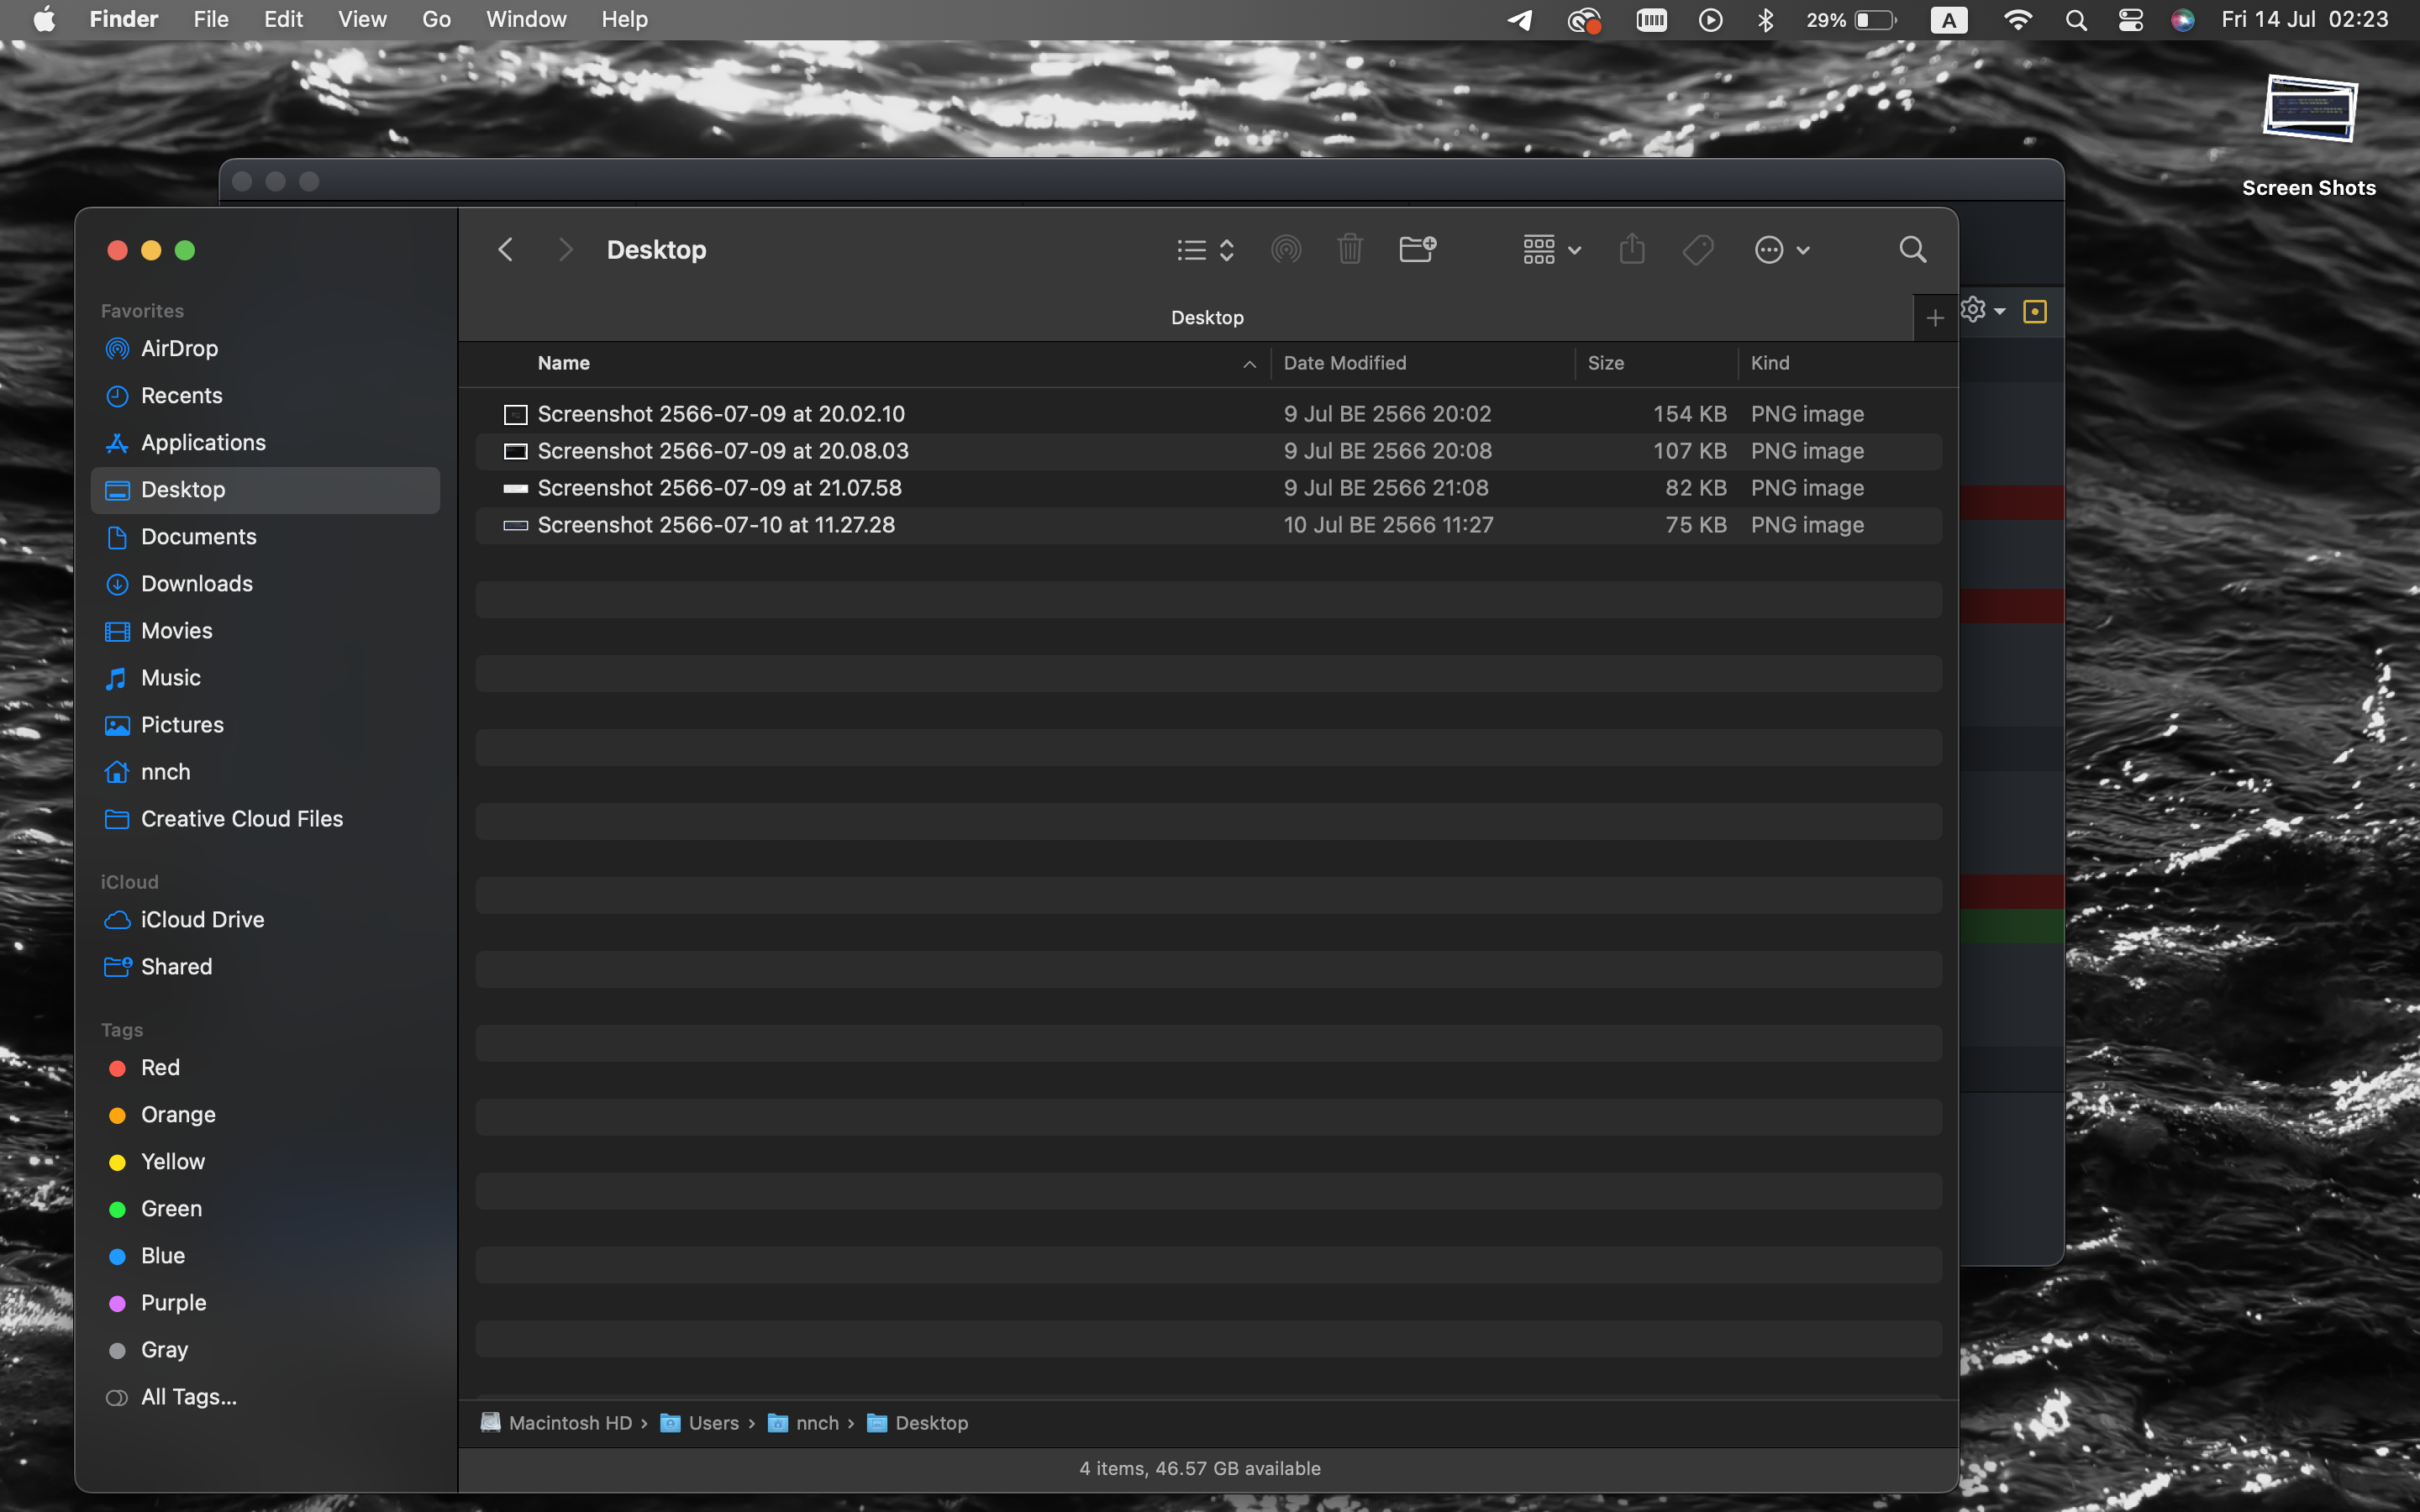 Finder File Edit View Go Window Help 29% A Fri 14 Jul 02:23
Screen Shots
Desktop
Favorites
AirDrop
Recents
Applications
Desktop
Documents
Downloads
Movies
Music
Pictures
nnch
Creative Cloud Files
iCloud
iCloud Drive
Shared
Tags
Red
Orange
Yellow
Green
Blue
Purple
Gray
All Tags...
Desktop
Name Date Modified Size Kind
Screenshot 2566-07-09 at 20.02.10 9 Jul BE 2566 20:02 154 KB PNG image
Screenshot 2566-07-09 at 20.08.03 9 Jul BE 2566 20:08 107 KB PNG image
Screenshot 2566-07-09 at 21.07.58 9 Jul BE 2566 21:08 82 KB PNG image
Screenshot 2566-07-10 at 11.27.28 10 Jul BE 2566 11:27 75 KB PNG image
Macintosh HD › Users › nnch › Desktop
4 items, 46.57 GB available